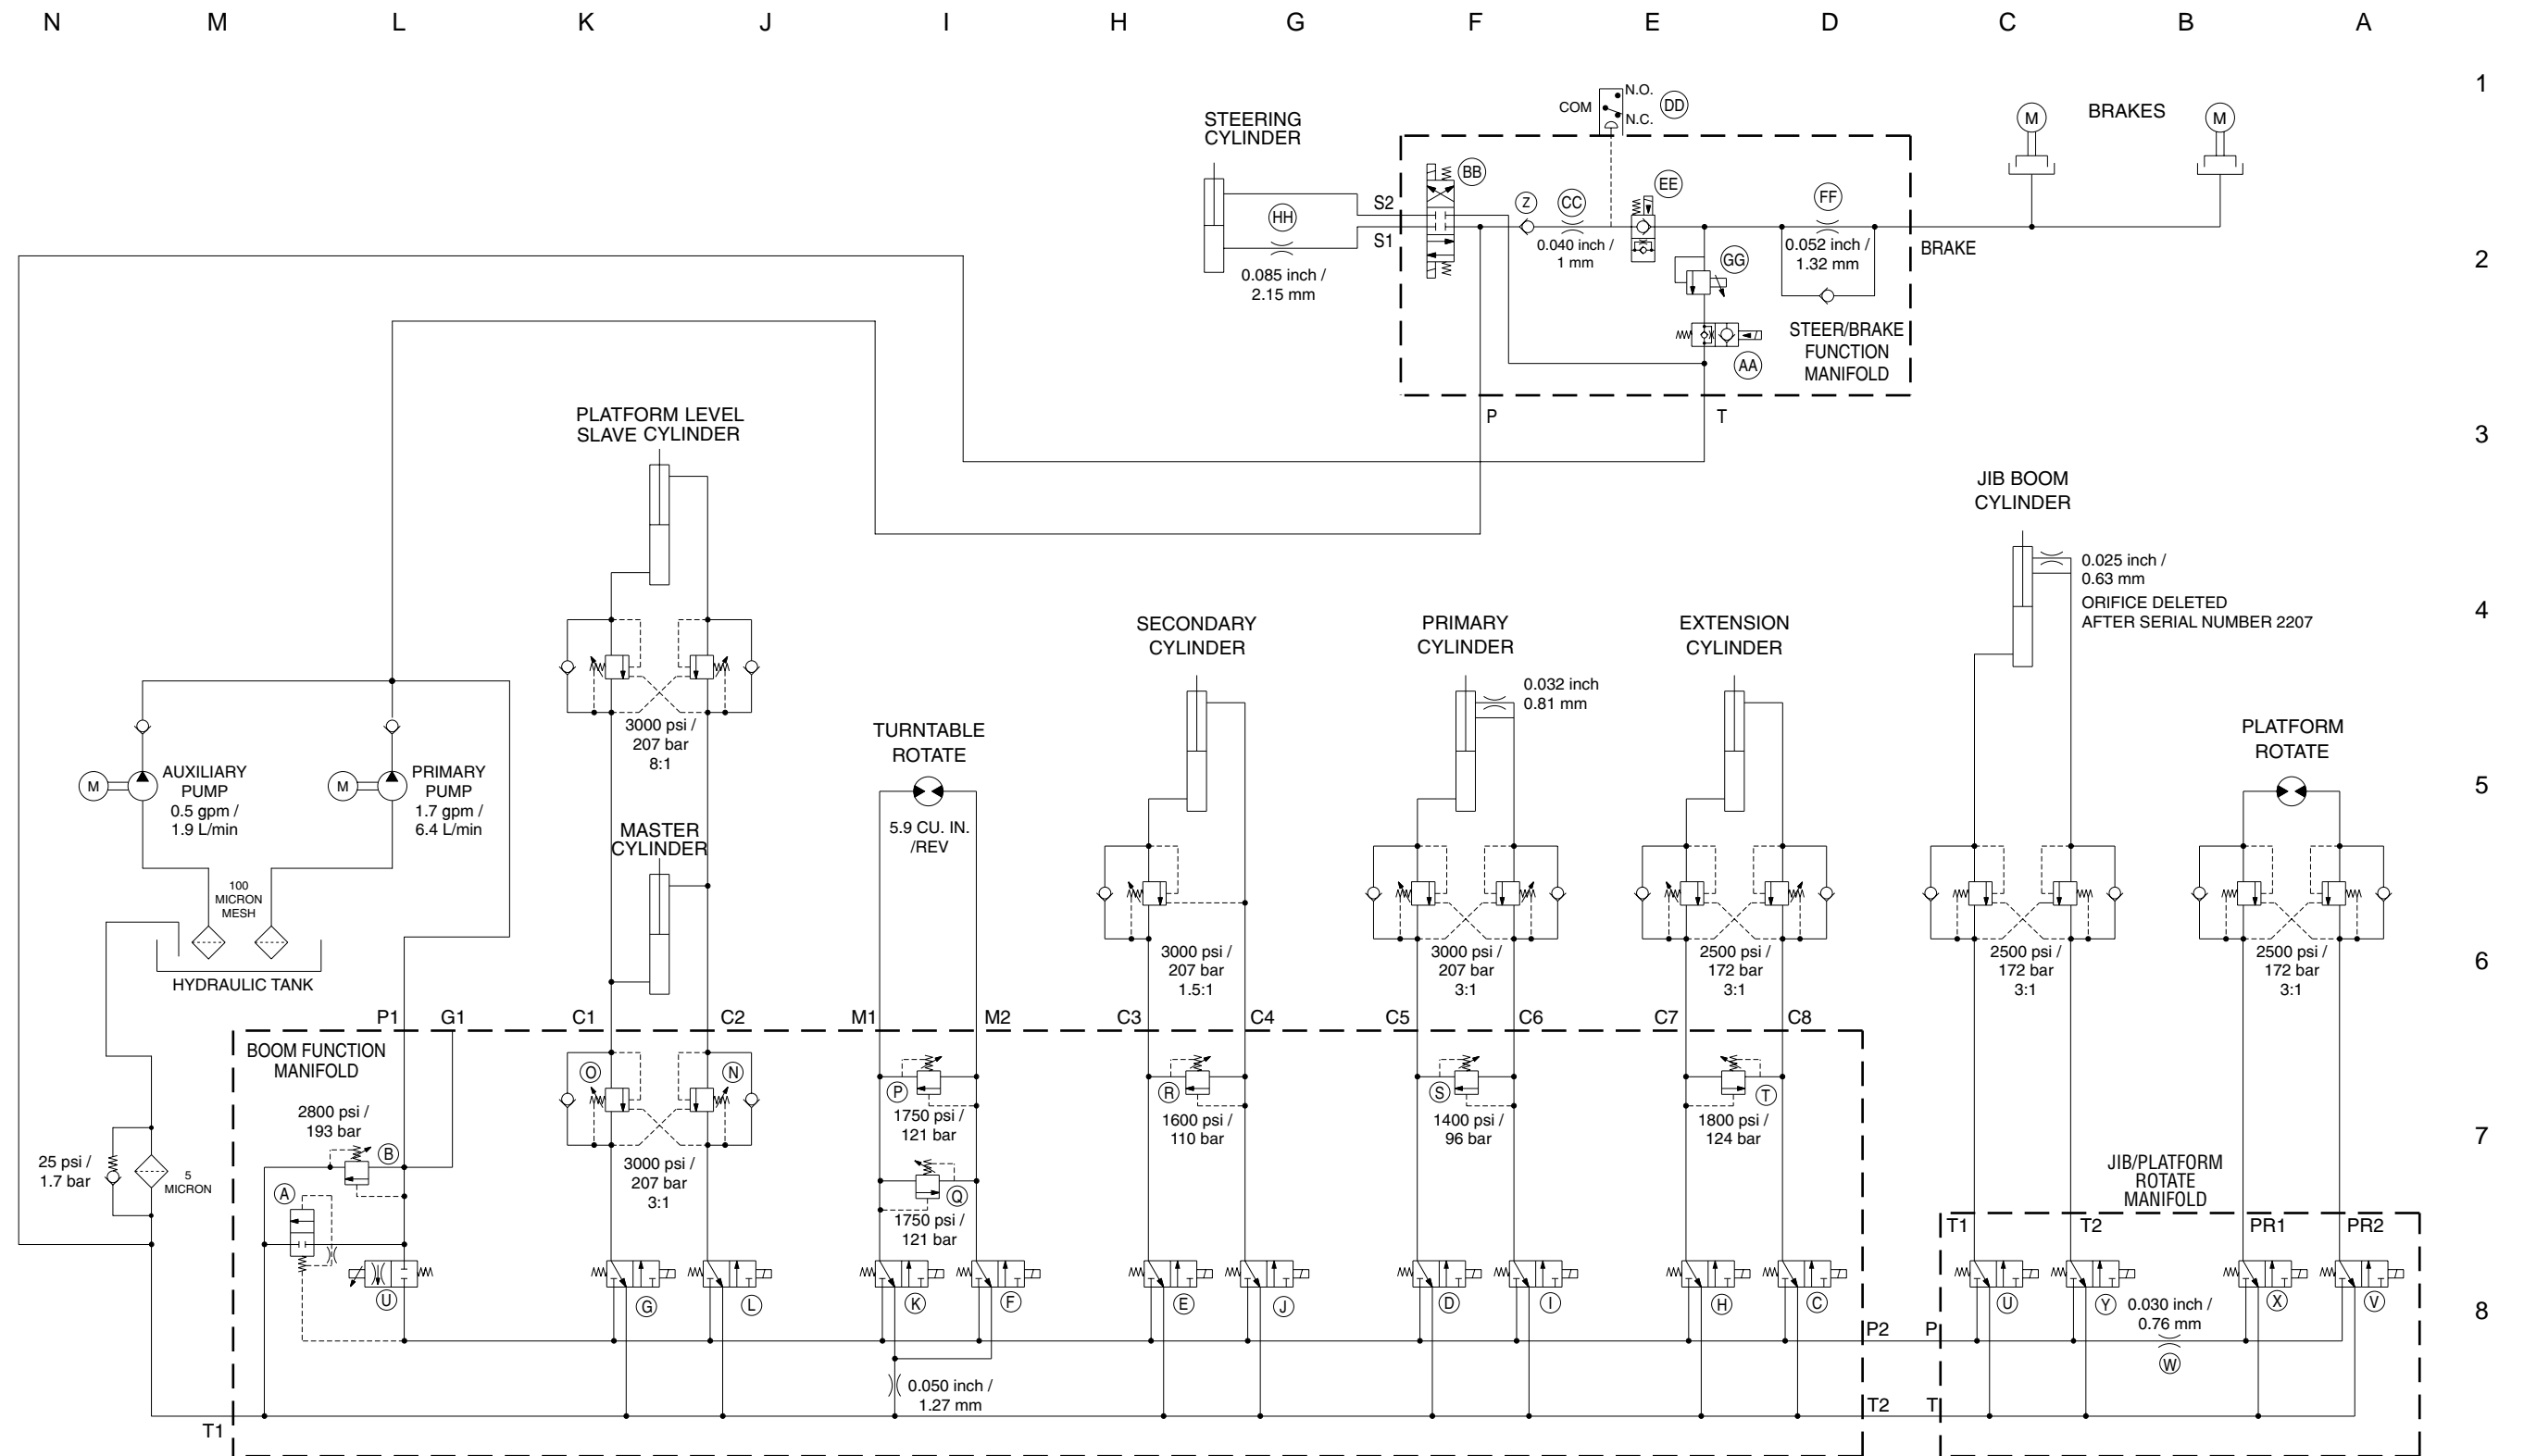 N M L K J I H G F E D C B A
1
2
3
4
5
6
7
8
STEERING
CYLINDER
HH
0.085 inch /
2.15 mm
S2
S1
BB
COM
N.O.
N.C.
DD
Z
CC
0.040 inch /
1 mm
EE
GG
AA
FF
0.052 inch /
1.32 mm
STEER/BRAKE
FUNCTION
MANIFOLD
BRAKE
P
T
M
BRAKES
M
PLATFORM LEVEL
SLAVE CYLINDER
3000 psi /
207 bar
8:1
MASTER
CYLINDER
JIB BOOM
CYLINDER
0.025 inch /
0.63 mm
ORIFICE DELETED
AFTER SERIAL NUMBER 2207
SECONDARY
CYLINDER
PRIMARY
CYLINDER
0.032 inch
0.81 mm
EXTENSION
CYLINDER
TURNTABLE
ROTATE
5.9 CU. IN.
/REV
PLATFORM
ROTATE
M
AUXILIARY
PUMP
0.5 gpm /
1.9 L/min
M
PRIMARY
PUMP
1.7 gpm /
6.4 L/min
100
MICRON
MESH
HYDRAULIC TANK
3000 psi /
207 bar
1.5:1
3000 psi /
207 bar
3:1
2500 psi /
172 bar
3:1
2500 psi /
172 bar
3:1
2500 psi /
172 bar
3:1
P1
G1
C1
C2
M1
M2
C3
C4
C5
C6
C7
C8
BOOM FUNCTION
MANIFOLD
2800 psi /
193 bar
B
A
U
25 psi /
1.7 bar
5
MICRON
O
N
3000 psi /
207 bar
3:1
P
1750 psi /
121 bar
Q
1750 psi /
121 bar
R
1600 psi /
110 bar
S
1400 psi /
96 bar
T
1800 psi /
124 bar
JIB/PLATFORM
ROTATE
MANIFOLD
T1
T2
PR1
PR2
G
L
K
F
E
J
D
I
H
C
U
Y
X
V
0.030 inch /
0.76 mm
W
P2
P
0.050 inch /
1.27 mm
T1
T2
T